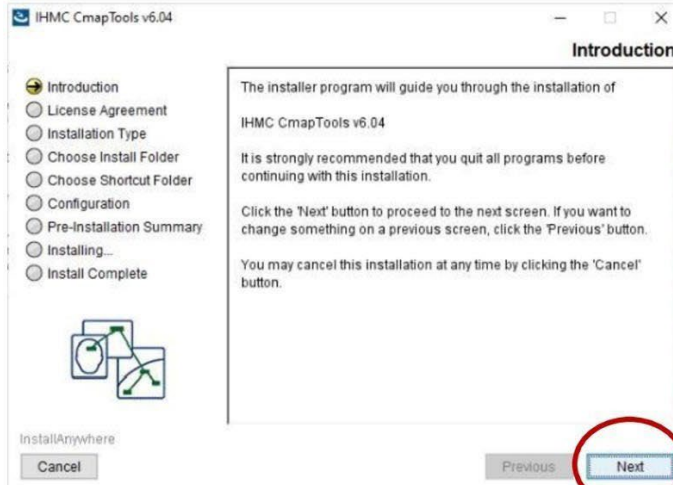 IHMC CmapTools v6.04
Introduction
Introduction
License Agreement
Installation Type
Choose Install Folder
Choose Shortcut Folder
Configuration
Pre-Installation Summary
Installing...
Install Complete
The installer program will guide you through the installation of
IHMC CmapTools v6.04
It is strongly recommended that you quit all programs before
continuing with this installation.
Click the 'Next' button to proceed to the next screen. If you want to
change something on a previous screen, click the 'Previous' button.
You may cancel this installation at any time by clicking the 'Cancel'
button.
InstallAnywhere
Cancel
Previous
Next